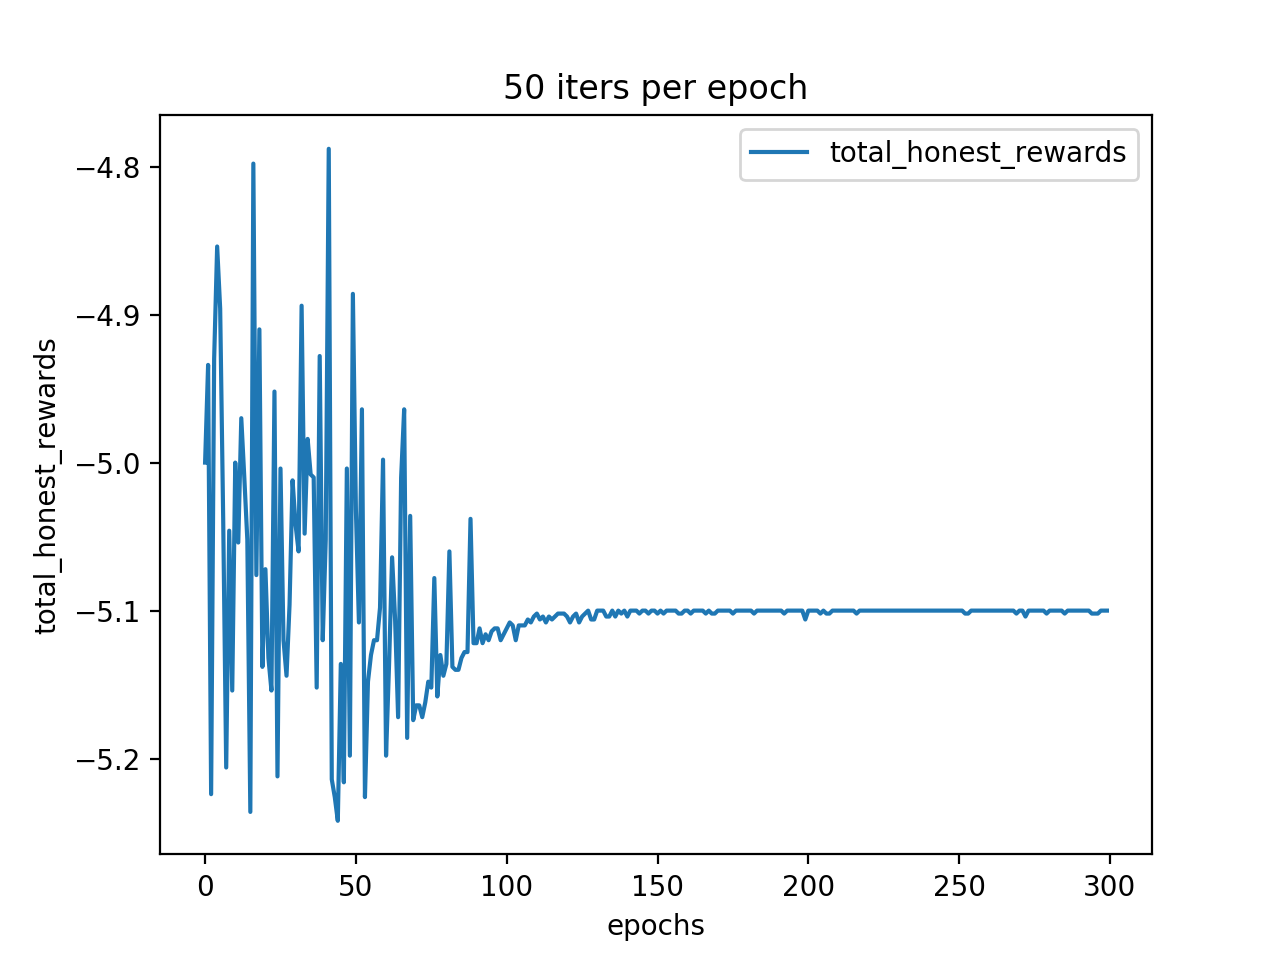 50 iters per epoch
total_honest_rewards
−4.8
−4.9
−5.0
−5.1
−5.2
total_honest_rewards
0 50 100 150 200 250 300
epochs